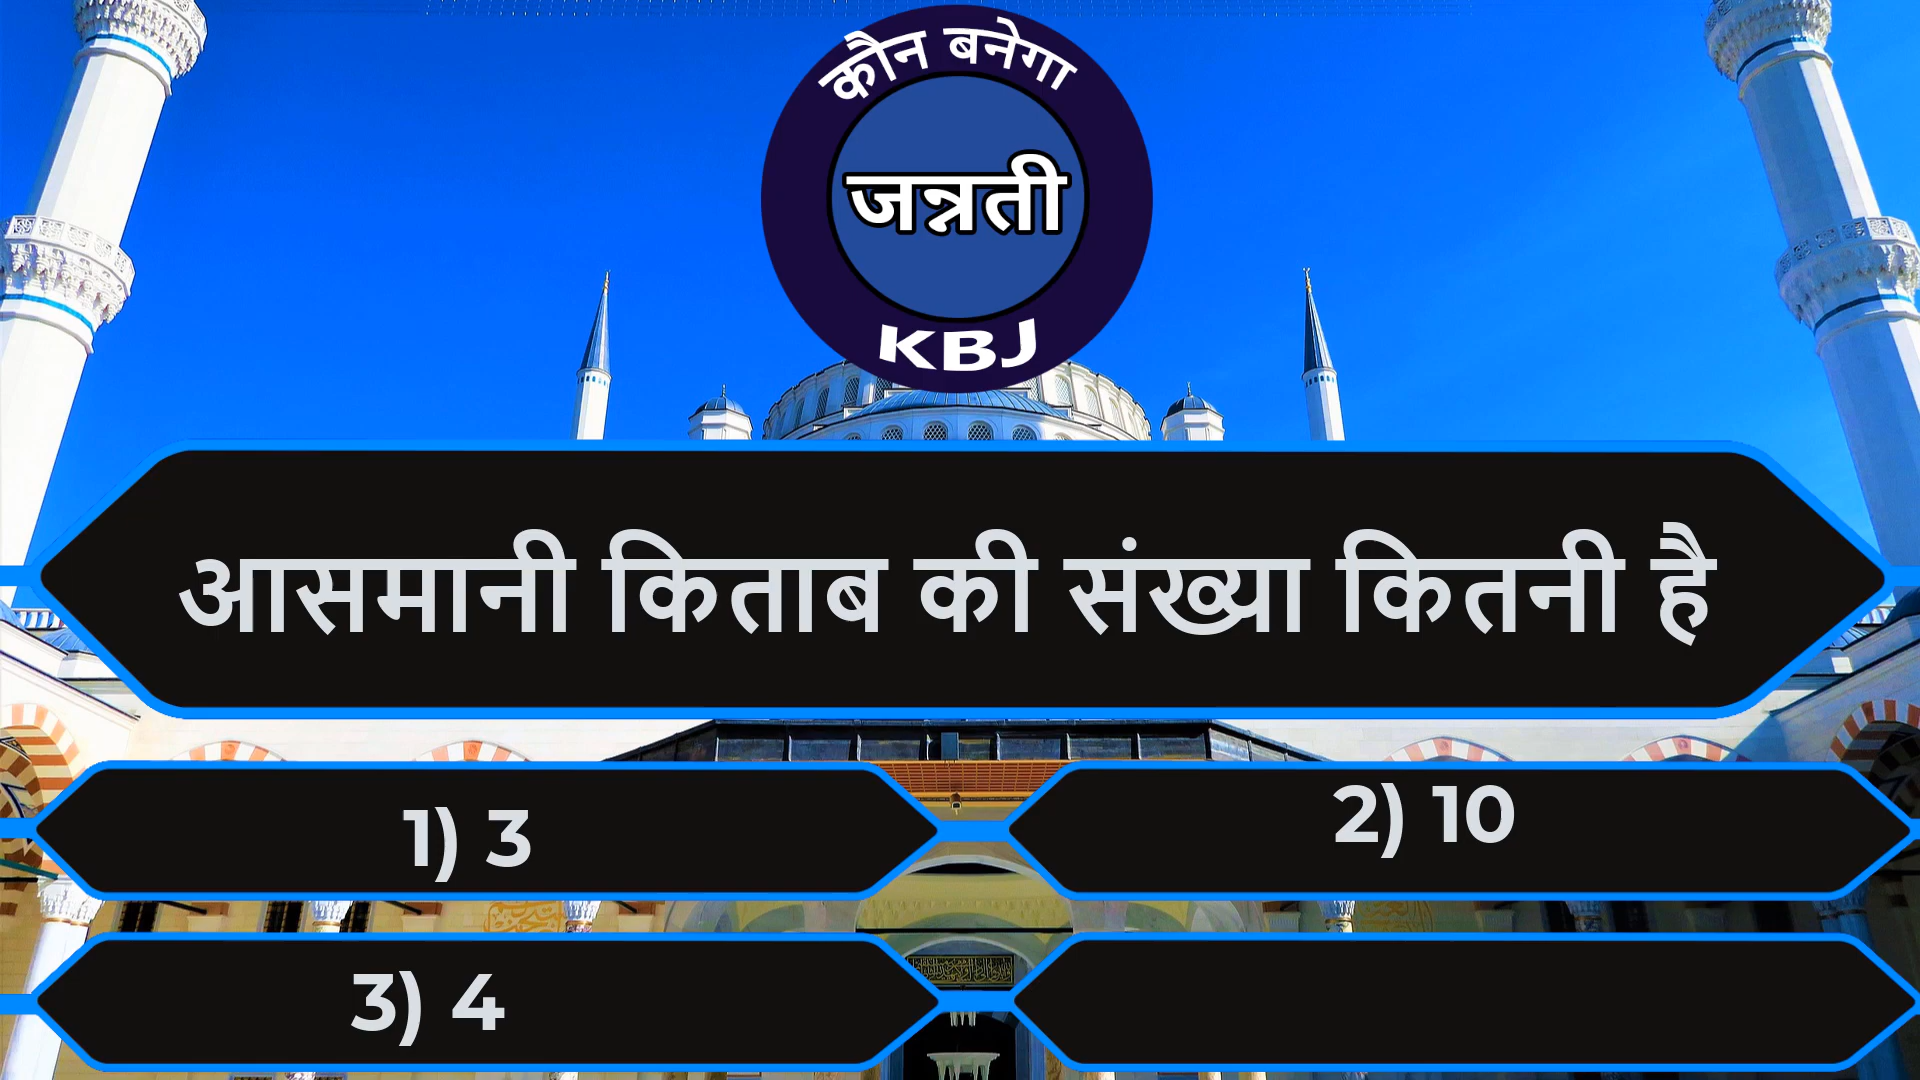 कौन बनेगा
जन्नती
KBJ
आसमानी किताब की संख्या कितनी है
1) 3
2) 10
3) 4